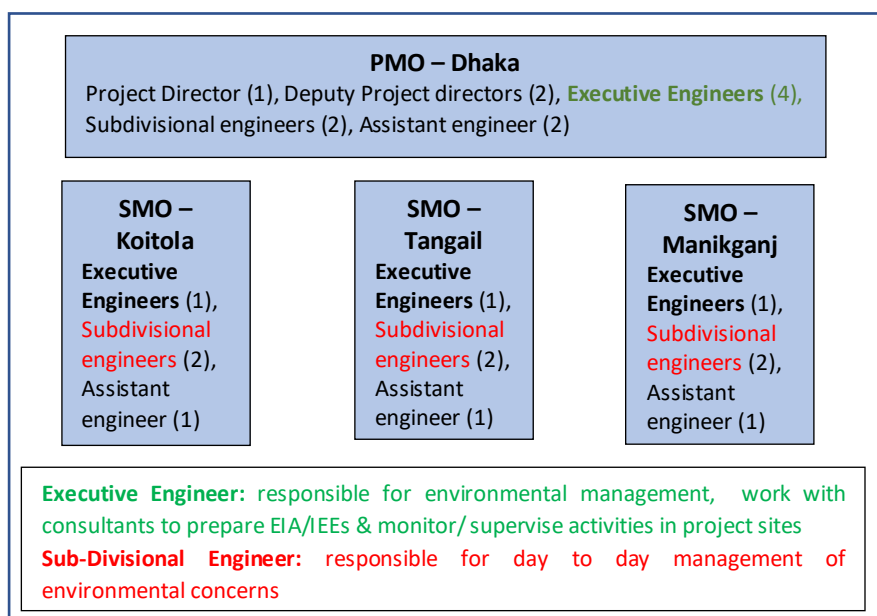 PMO – Dhaka
Project Director (1), Deputy Project directors (2), Executive Engineers (4),
Subdivisional engineers (2), Assistant engineer (2)
SMO –
Koitola
Executive
Engineers (1),
Subdivisional
engineers (2),
Assistant
engineer (1)
SMO –
Tangail
Executive
Engineers (1),
Subdivisional
engineers (2),
Assistant
engineer (1)
SMO –
Manikganj
Executive
Engineers (1),
Subdivisional
engineers (2),
Assistant
engineer (1)
Executive Engineer: responsible for environmental management, work with
consultants to prepare EIA/IEEs & monitor/ supervise activities in project sites
Sub-Divisional Engineer: responsible for day to day management of
environmental concerns